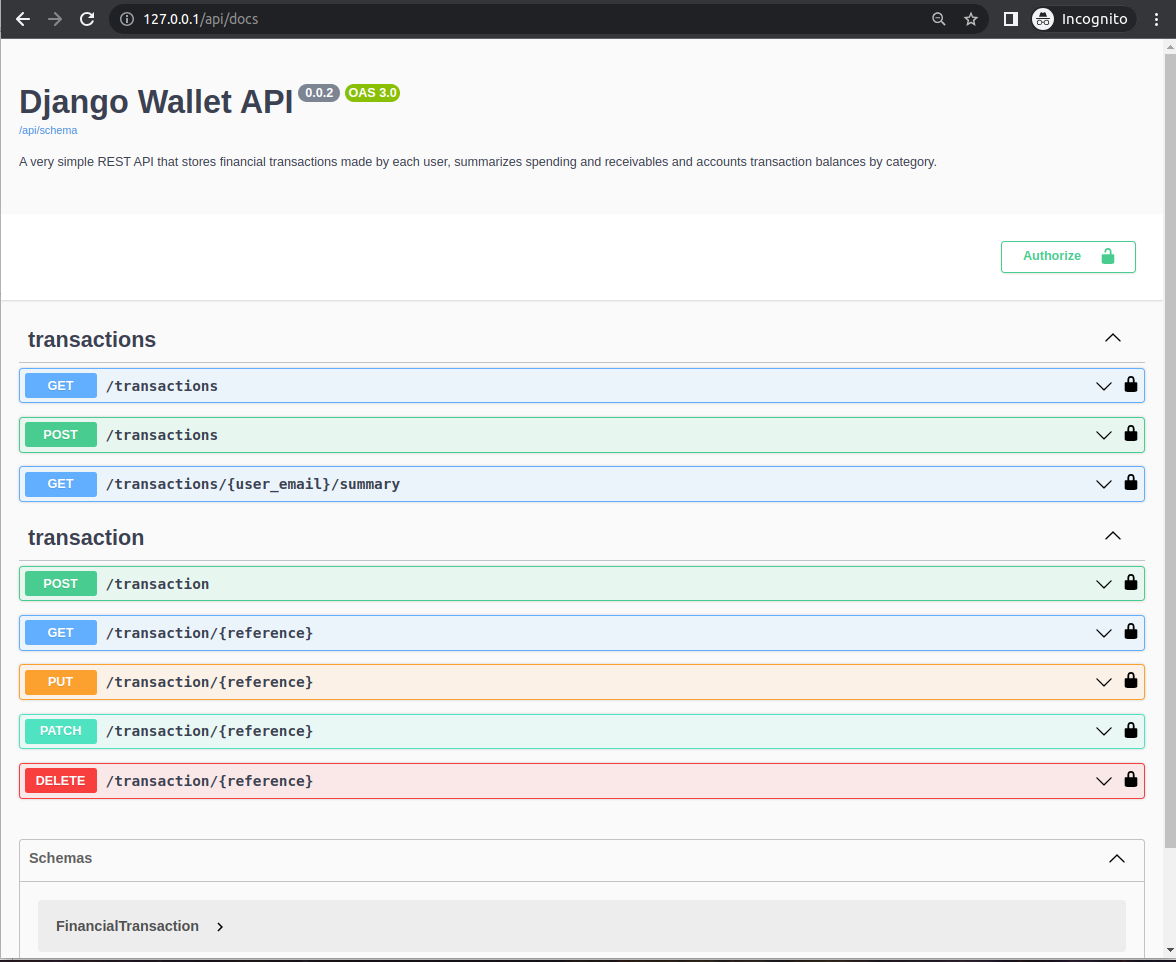 127.0.0.1/api/docs
Incognito
Django Wallet API 0.0.2 OAS 3.0
/api/schema
A very simple REST API that stores financial transactions made by each user, summarizes spending and receivables and accounts transaction balances by category.
Authorize
transactions
GET /transactions
POST /transactions
GET /transactions/{user_email}/summary
transaction
POST /transaction
GET /transaction/{reference}
PUT /transaction/{reference}
PATCH /transaction/{reference}
DELETE /transaction/{reference}
Schemas
FinancialTransaction